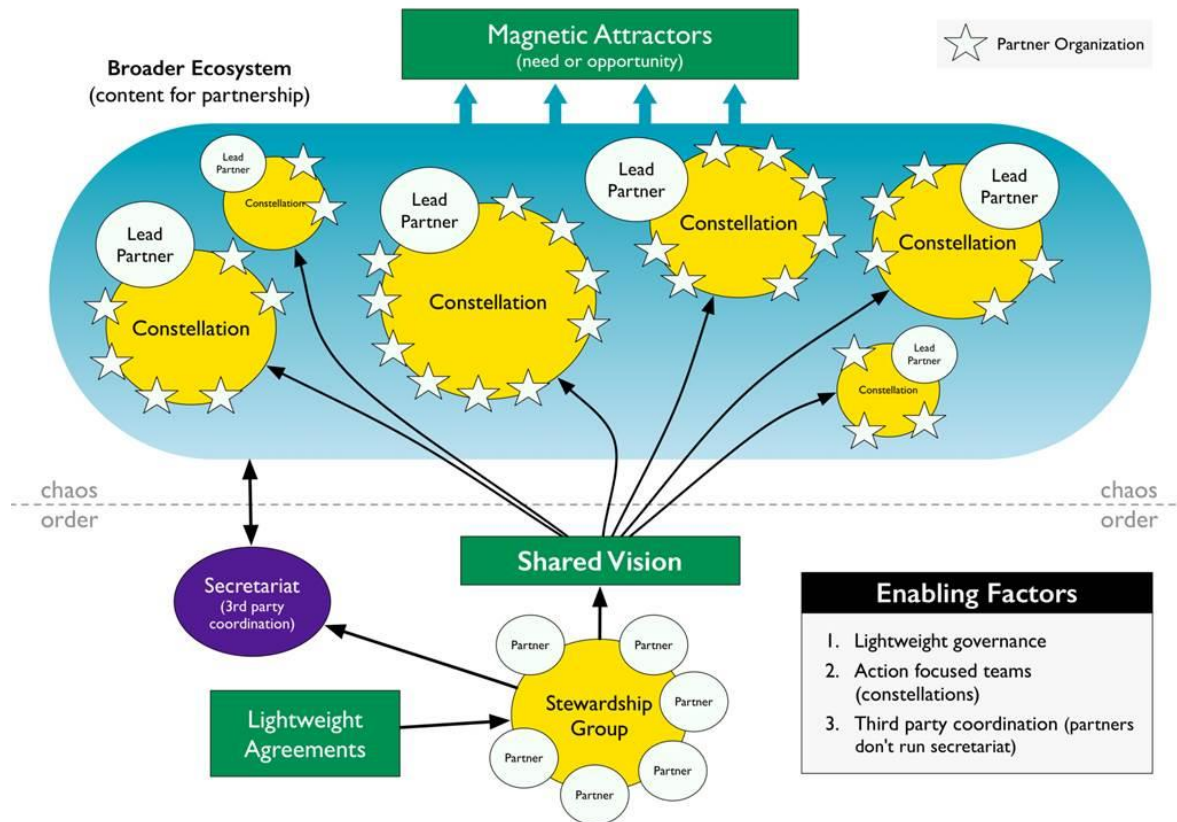 Magnetic Attractors
(need or opportunity)
Partner Organization
Broader Ecosystem
(content for partnership)
Lead
Partner
Constellation
Lead
Partner
Constellation
Lead
Partner
Constellation
Lead
Partner
Constellation
Lead
Partner
Constellation
Lead
Partner
Constellation
chaos
order
chaos
order
Shared Vision
Secretariat
(3rd party
coordination)
Enabling Factors
1. Lightweight governance
2. Action focused teams
(constellations)
3. Third party coordination (partners
don't run secretariat)
Lightweight
Agreements
Stewardship
Group
Partner
Partner
Partner
Partner
Partner
Partner
Partner